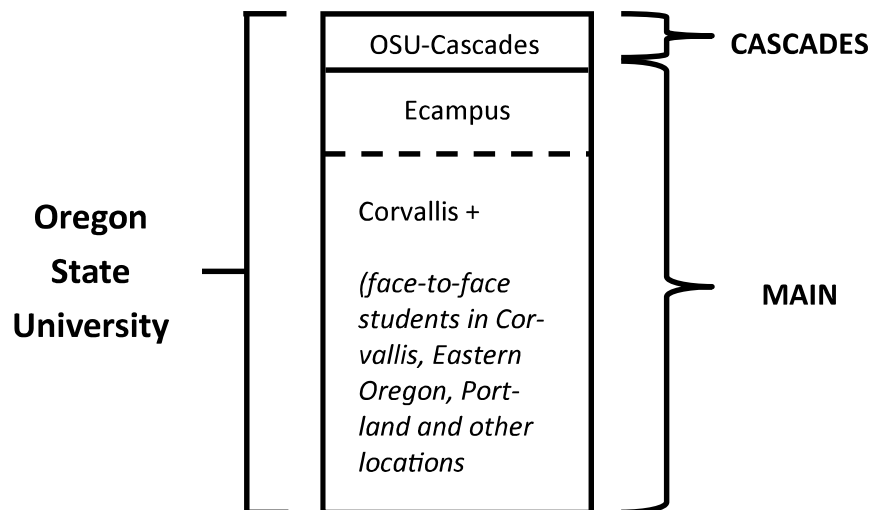 OSU-Cascades
CASCADES
Ecampus
Oregon
State
University
Corvallis +
(face-to-face
students in Cor-
vallis, Eastern
Oregon, Port-
land and other
locations
MAIN